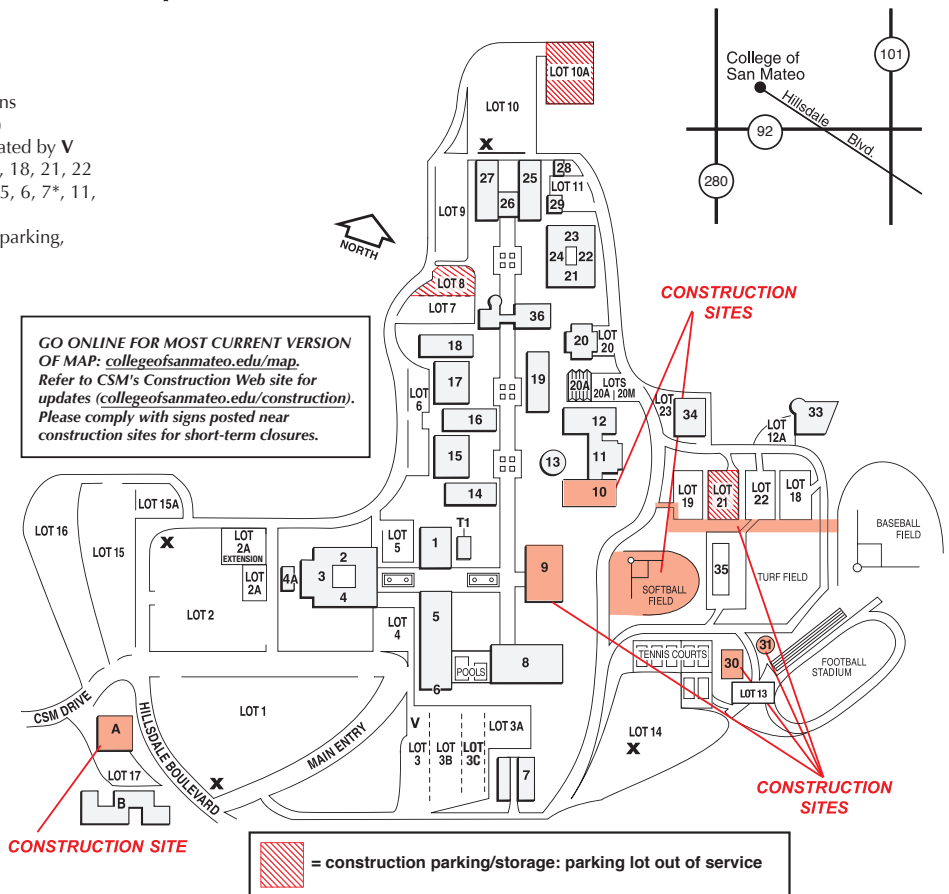 College of
San Mateo
101
Hillsdale
Blvd.
92
280
ns
ated by V
, 18, 21, 22
5, 6, 7*, 11,
parking,
NORTH
GO ONLINE FOR MOST CURRENT VERSION
OF MAP: collegeofsanmateo.edu/map.
Refer to CSM's Construction Web site for
updates (collegeofsanmateo.edu/construction).
Please comply with signs posted near
construction sites for short-term closures.
LOT 10A
LOT 10
X
27
25
26
28
LOT 11
29
LOT 9
23
24
22
21
LOT 8
LOT 7
36
CONSTRUCTION
SITES
18
20
LOT
20
17
19
20A
LOTS
20A
20M
LOT
6
16
12
LOT
23
34
33
LOT
12A
15
13
11
14
10
LOT
19
LOT
21
LOT
22
LOT
18
LOT 16
LOT 15
LOT 15A
X
LOT
2A
EXTENSION
LOT
2A
LOT 2
4A
2
3
4
LOT
5
1
T1
9
SOFTBALL
FIELD
35
TURF FIELD
BASEBALL
FIELD
LOT
4
5
6
POOLS
8
TENNIS COURTS
30
31
LOT 13
FOOTBALL
STADIUM
CSM DRIVE
A
HILLSDALE BOULEVARD
LOT 1
MAIN ENTRY
X
LOT 17
B
V
LOT
3
LOT
3B
LOT
3C
LOT 3A
7
LOT 14
X
CONSTRUCTION
SITES
CONSTRUCTION SITE
= construction parking/storage: parking lot out of service